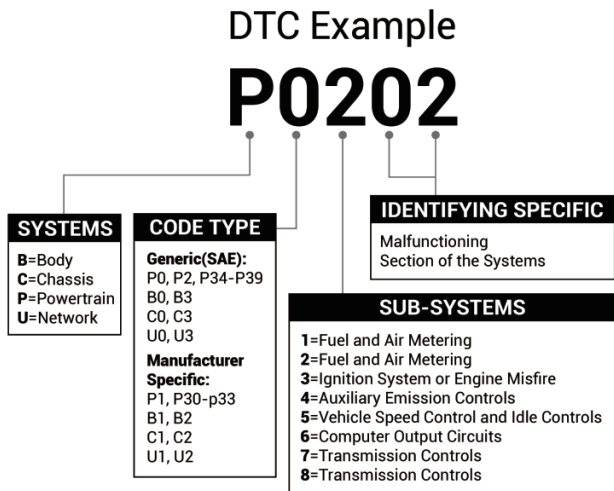 DTC Example
P0202
SYSTEMS
B=Body
C=Chassis
P=Powertrain
U=Network
CODE TYPE
Generic(SAE):
P0, P2, P34-P39
B0, B3
C0, C3
U0, U3
Manufacturer
Specific:
P1, P30-p33
B1, B2
C1, C2
U1, U2
IDENTIFYING SPECIFIC
Malfunctioning
Section of the Systems
SUB-SYSTEMS
1=Fuel and Air Metering
2=Fuel and Air Metering
3=Ignition System or Engine Misfire
4=Auxiliary Emission Controls
5=Vehicle Speed Control and Idle Controls
6=Computer Output Circuits
7=Transmission Controls
8=Transmission Controls